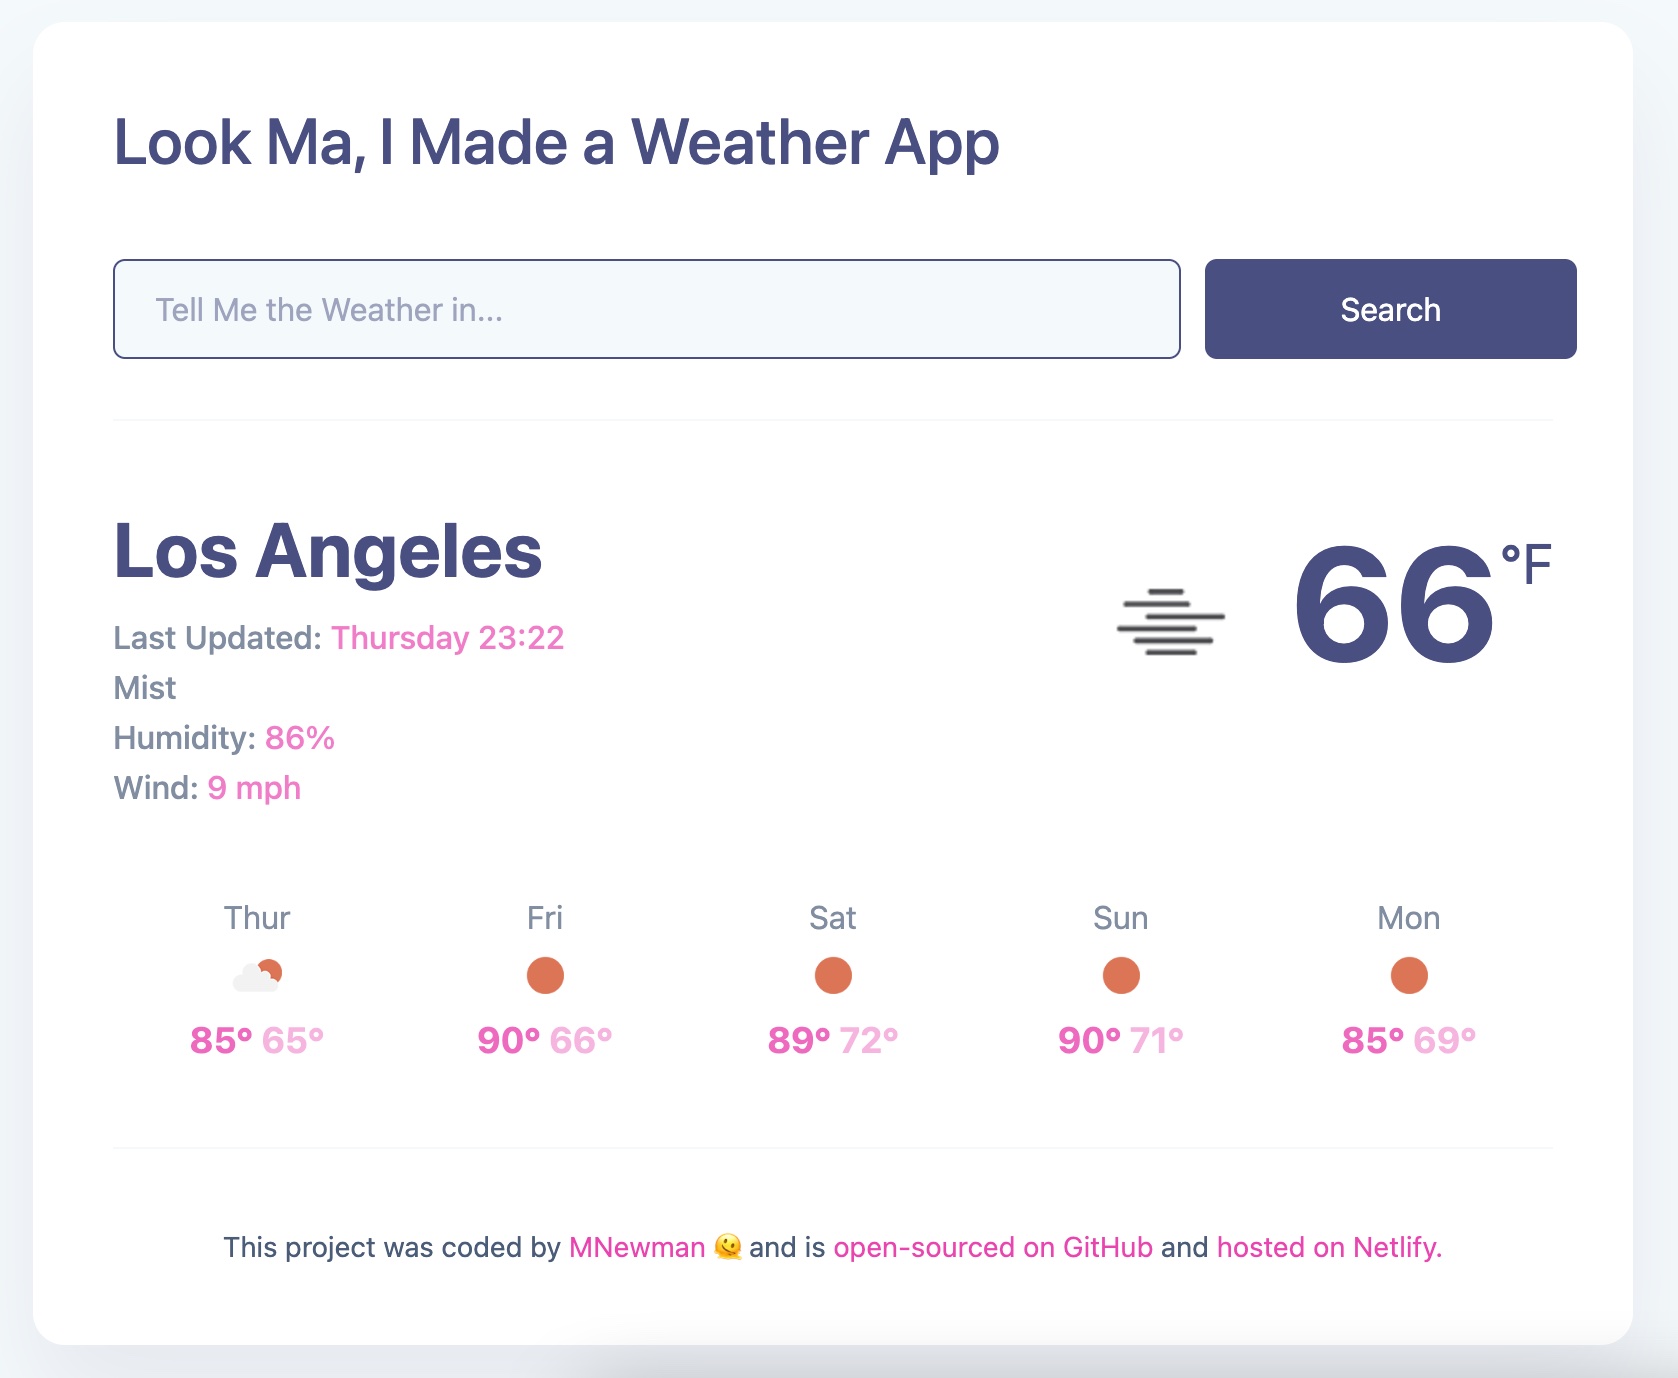 Look Ma, I Made a Weather App
Tell Me the Weather in...
Search
Los Angeles
66 °F
Last Updated: Thursday 23:22
Mist
Humidity: 86%
Wind: 9 mph
Thur Fri Sat Sun Mon
85° 65° 90° 66° 89° 72° 90° 71° 85° 69°
This project was coded by MNewman 🫠 and is open-sourced on GitHub and hosted on Netlify.